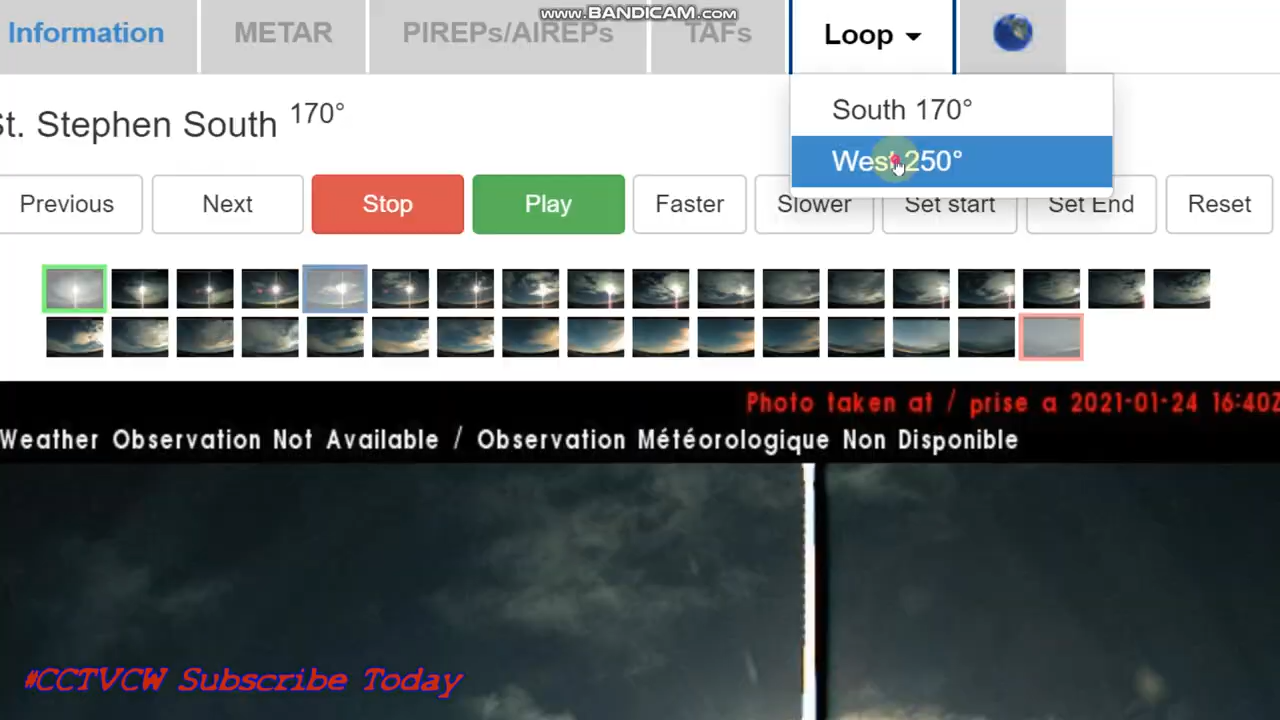 www.BANDICAM.com
Information METAR PIREPs/AIREPs TAFs Loop
South 170°
West 250°
St. Stephen South 170°
Previous Next Stop Play Faster Slower Set start Set End Reset
Photo taken at / prise a 2021-01-24 16:40Z
Weather Observation Not Available / Observation Météorologique Non Disponible
#CCTVCW Subscribe Today